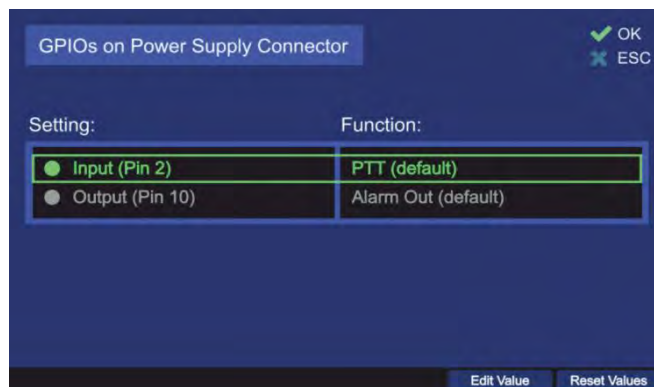 GPIOs on Power Supply Connector
OK
ESC
Setting: Function:
Input (Pin 2) PTT (default)
Output (Pin 10) Alarm Out (default)
Edit Value Reset Values